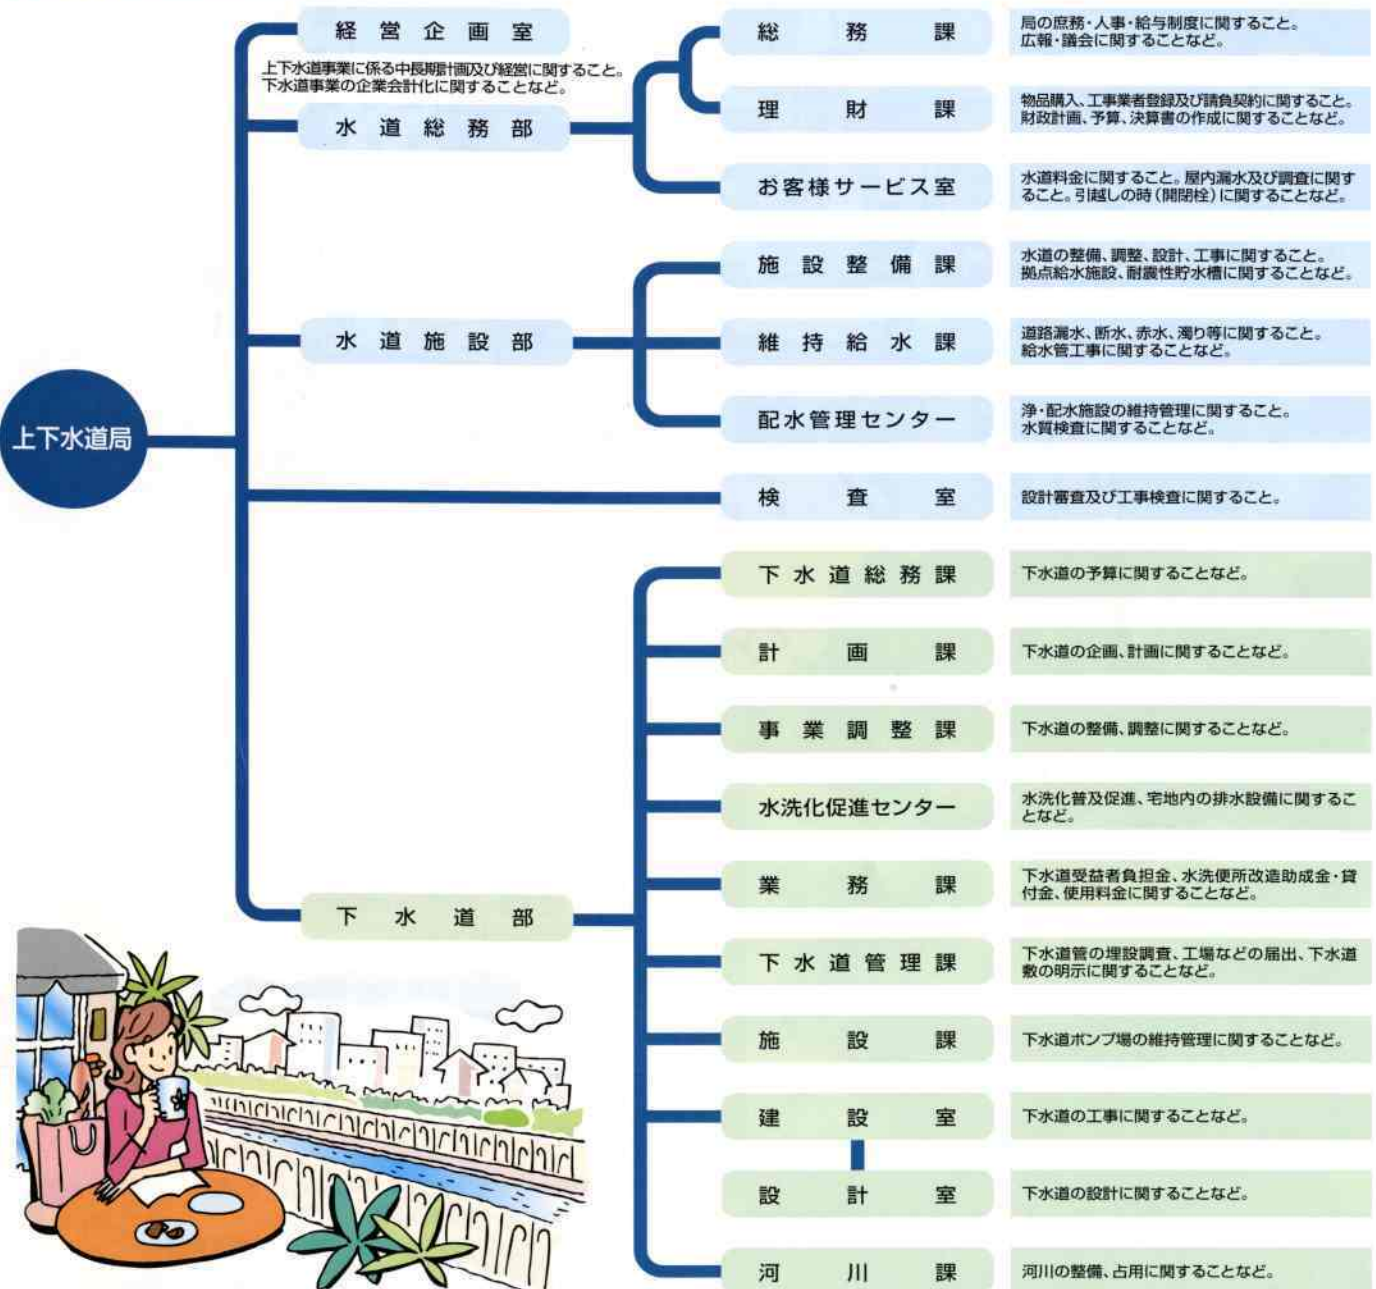 上下水道局
経営企画室
上下水道事業に係る中長期計画及び経営に関すること。
下水道事業の企業会計化に関することなど。
水道総務部
総務課
局の庶務・人事・給与制度に関すること。
広報・議会に関することなど。
理財課
物品購入、工事業者登録及び請負契約に関すること。
財政計画、予算、決算書の作成に関することなど。
お客様サービス室
水道料金に関すること。屋内漏水及び調査に関す
ること。引越しの時(開閉栓)に関することなど。
水道施設部
施設整備課
水道の整備、調整、設計、工事に関すること。
拠点給水施設、耐震性貯水槽に関することなど。
維持給水課
道路漏水、断水、赤水、濁り等に関すること。
給水管工事に関することなど。
配水管理センター
浄・配水施設の維持管理に関すること。
水質検査に関することなど。
検査室
設計審査及び工事検査に関すること。
下水道部
下水道総務課
下水道の予算に関することなど。
計画課
下水道の企画、計画に関することなど。
事業調整課
下水道の整備、調整に関することなど。
水洗化促進センター
水洗化普及促進、宅地内の排水設備に関するこ
となど。
業務課
下水道受益者負担金、水洗便所改造助成金・貸
付金、使用料金に関することなど。
下水道管理課
下水道管の埋設調査、工場などの届出、下水道
敷の明示に関することなど。
施設課
下水道ポンプ場の維持管理に関することなど。
建設室
下水道の工事に関することなど。
設計室
下水道の設計に関することなど。
河川課
河川の整備、占用に関することなど。